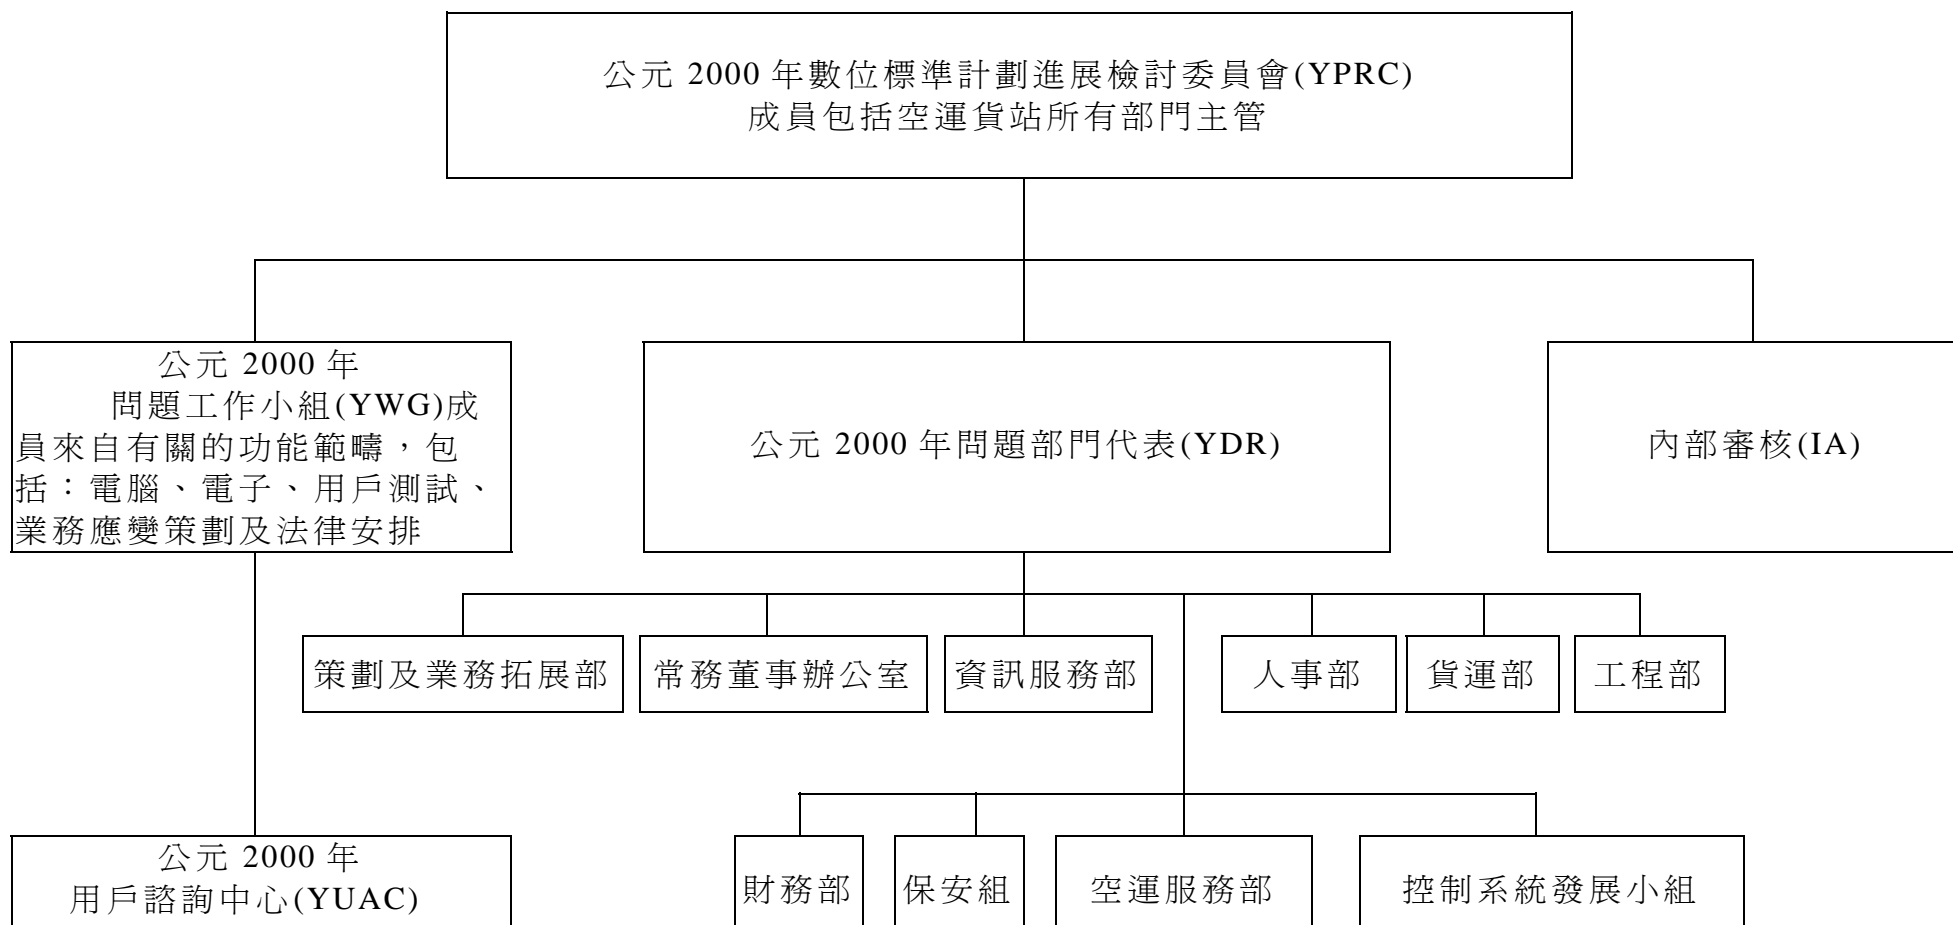 公元 2000 年數位標準計劃進展檢討委員會(YPRC)
成員包括空運貨站所有部門主管
公元 2000 年
問題工作小組(YWG)成
員來自有關的功能範疇，包
括：電腦、電子、用戶測試、
業務應變策劃及法律安排
公元 2000 年問題部門代表(YDR)
內部審核(IA)
策劃及業務拓展部
常務董事辦公室
資訊服務部
人事部
貨運部
工程部
公元 2000 年
用戶諮詢中心(YUAC)
財務部
保安組
空運服務部
控制系統發展小組